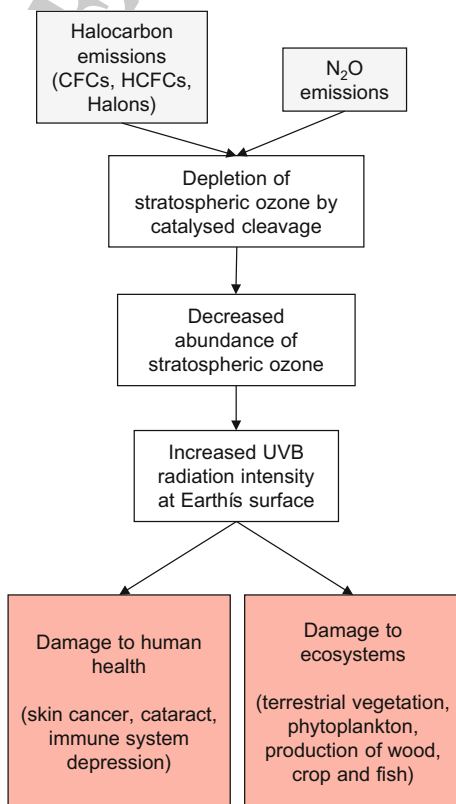 Halocarbon
emissions
(CFCs, HCFCs,
Halons)
N₂O
emissions
Depletion of
stratospheric ozone by
catalysed cleavage
Decreased
abundance of
stratospheric ozone
Increased UVB
radiation intensity
at Earthís surface
Damage to human
health
(skin cancer, cataract,
immune system
depression)
Damage to
ecosystems
(terrestrial vegetation,
phytoplankton,
production of wood,
crop and fish)